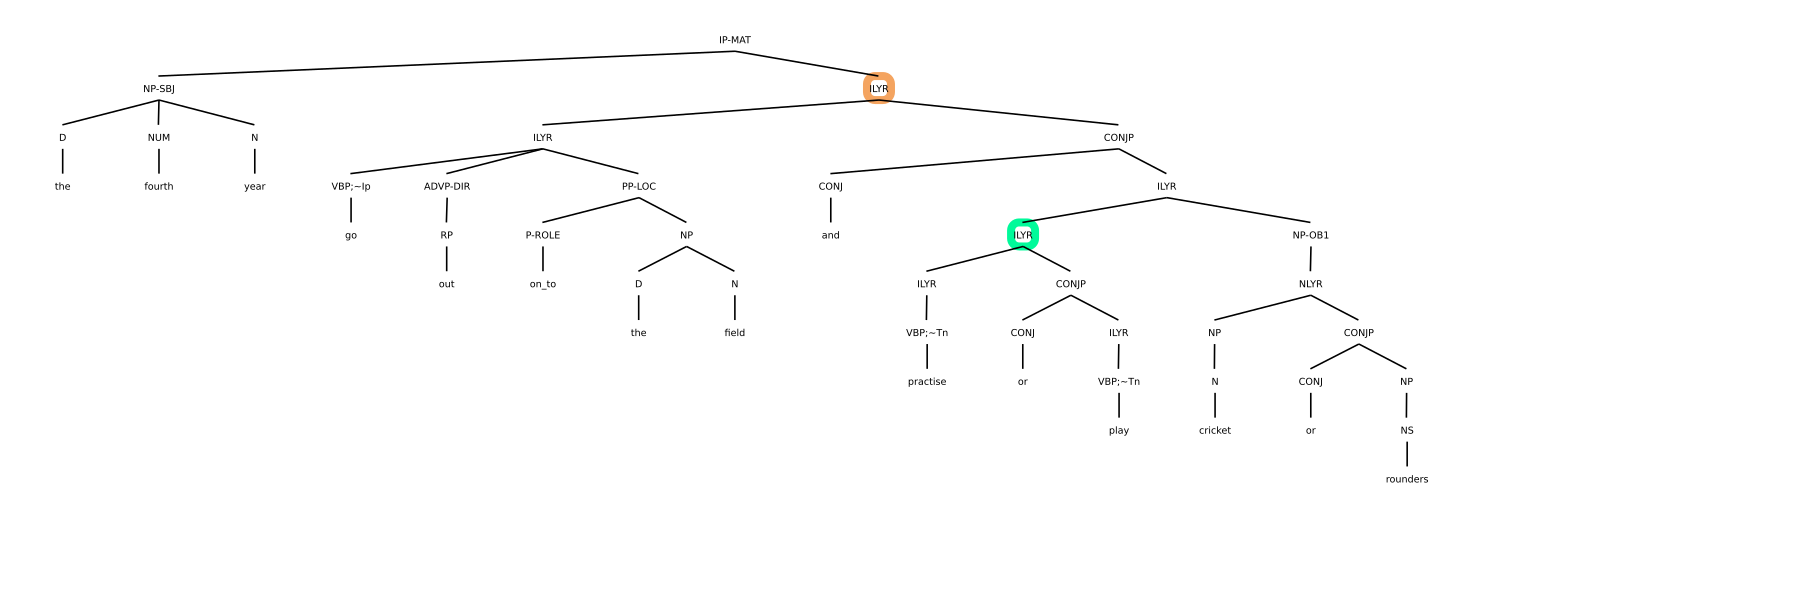 IP-MAT
NP-SBJ ILYR
D NUM N ILYR CONJP
the fourth year VBP;~Ip ADVP-DIR PP-LOC CONJ ILYR
go RP P-ROLE NP and ILYR NP-OB1
out on_to D N ILYR CONJP NLYR
the field VBP;~Tn CONJ ILYR NP CONJP
practise or VBP;~Tn N CONJ NP
play cricket or NS
rounders